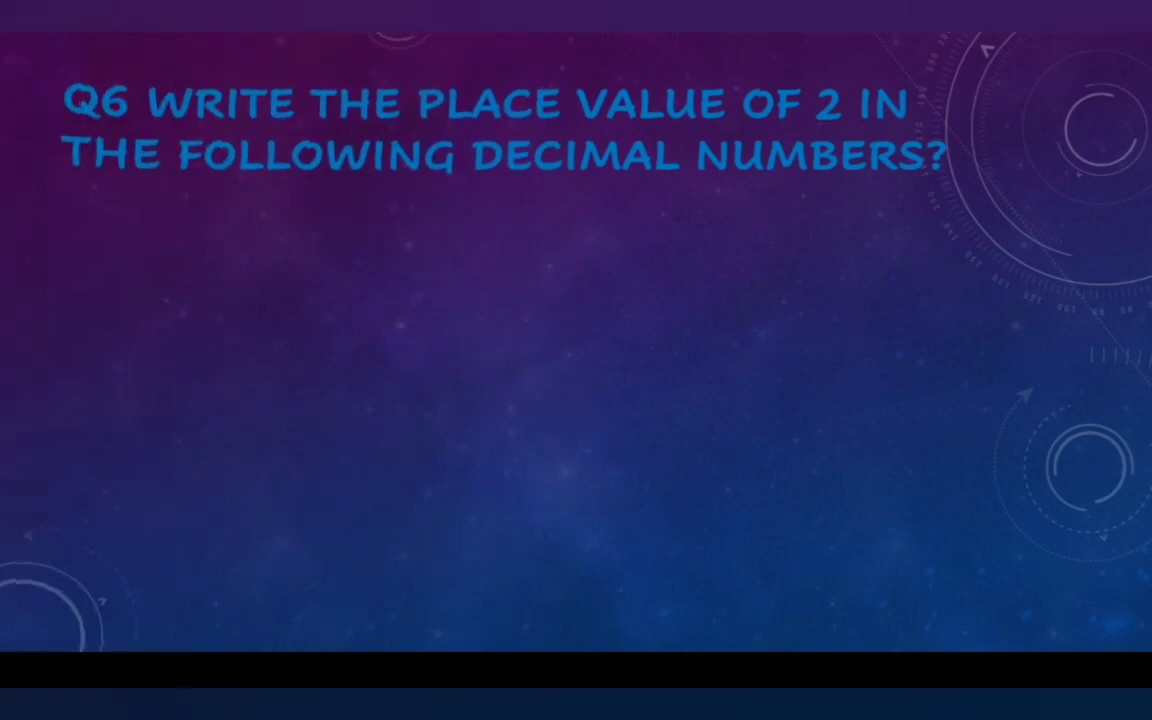 Q6 WRITE THE PLACE VALUE OF 2 IN
THE FOLLOWING DECIMAL NUMBERS?